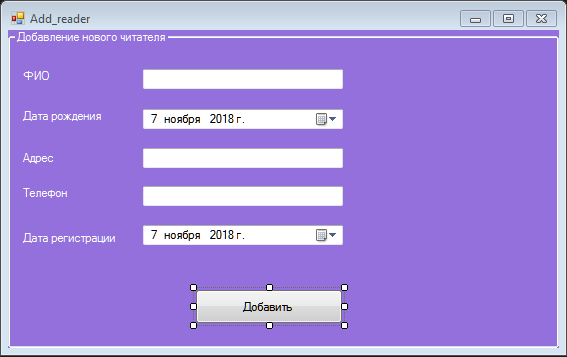 Add_reader
Добавление нового читателя
ФИО
Дата рождения 7 ноября 2018 г.
Адрес
Телефон
Дата регистрации 7 ноября 2018 г.
Добавить